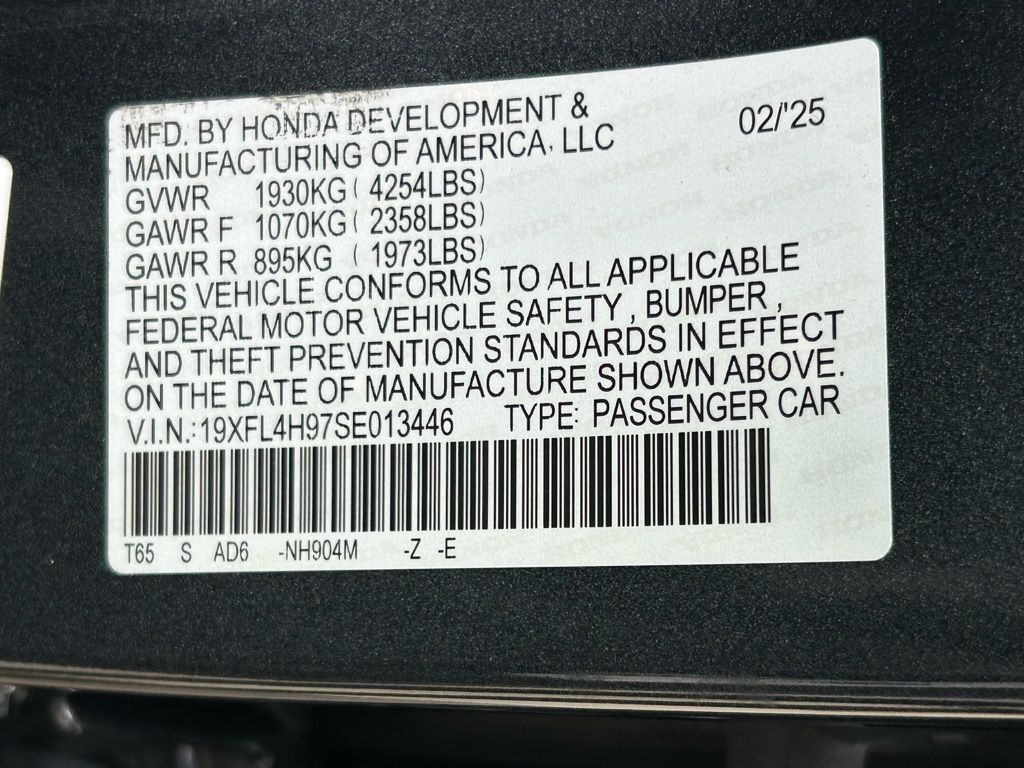 MFD. BY HONDA DEVELOPMENT &
MANUFACTURING OF AMERICA, LLC
02/'25
GVWR 1930KG ( 4254LBS)
GAWR F 1070KG ( 2358LBS)
GAWR R 895KG ( 1973LBS)
THIS VEHICLE CONFORMS TO ALL APPLICABLE
FEDERAL MOTOR VEHICLE SAFETY , BUMPER ,
AND THEFT PREVENTION STANDARDS IN EFFECT
ON THE DATE OF MANUFACTURE SHOWN ABOVE.
V.I.N.:19XFL4H97SE013446 TYPE: PASSENGER CAR
T65 S AD6 -NH904M -Z -E